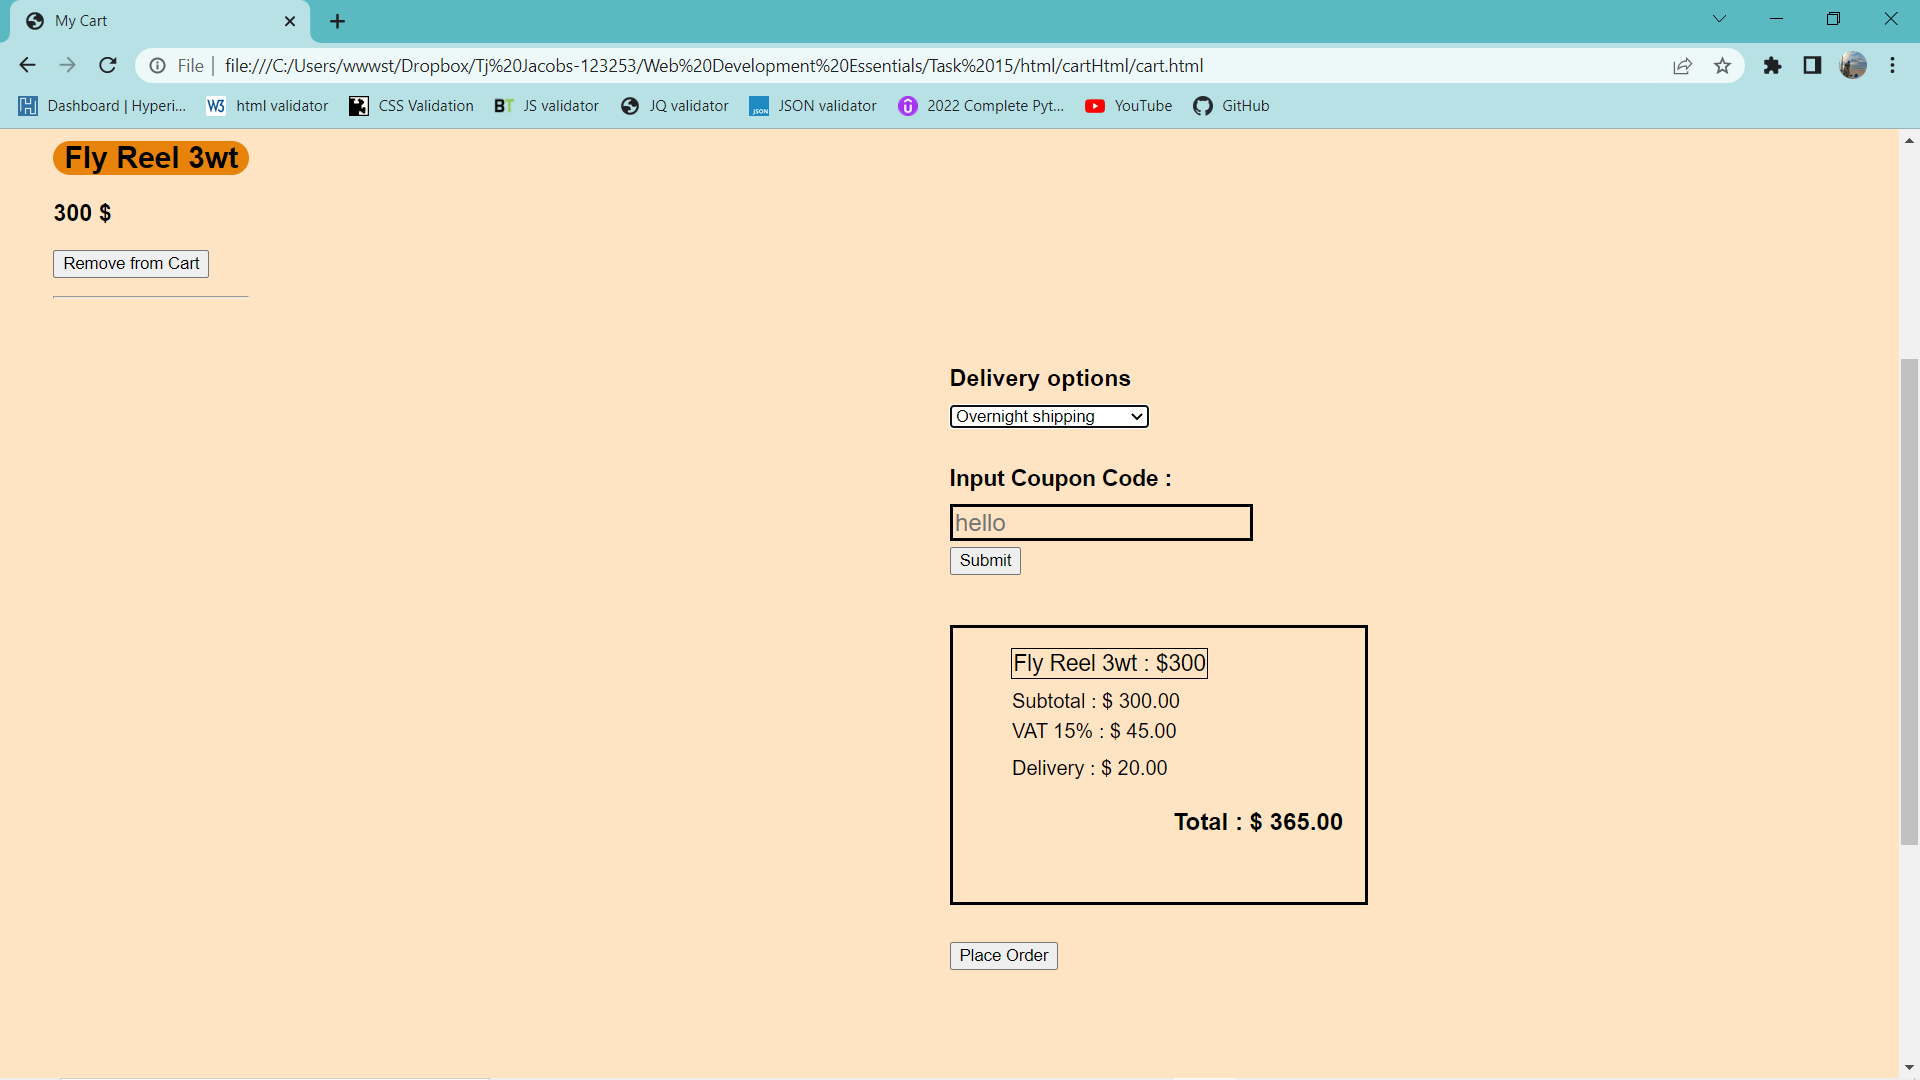 My Cart
File
file:///C:/Users/wwwst/Dropbox/Tj%20Jacobs-123253/Web%20Development%20Essentials/Task%2015/html/cartHtml/cart.html
Dashboard | Hyperi... W3 html validator CSS Validation BT JS validator JQ validator JSON JSON validator 2022 Complete Pyt... YouTube GitHub
Fly Reel 3wt
300 $
Remove from Cart
Delivery options
Overnight shipping
Input Coupon Code :
hello
Submit
Fly Reel 3wt : $300
Subtotal : $ 300.00
VAT 15% : $ 45.00
Delivery : $ 20.00
Total : $ 365.00
Place Order